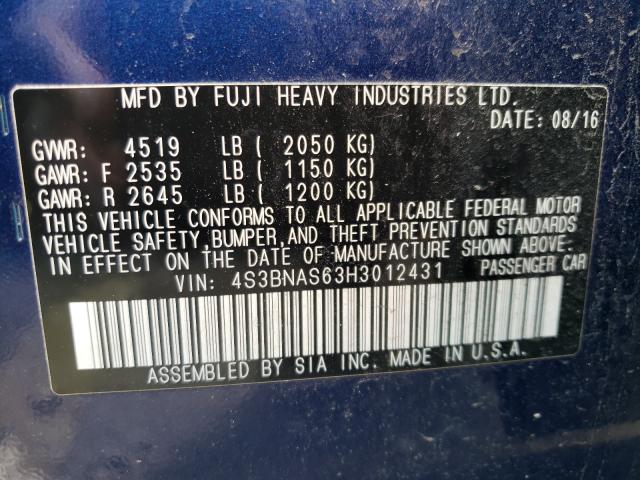 MFD BY FUJI HEAVY INDUSTRIES LTD.
DATE: 08/16
GVWR: 4519 LB ( 2050 KG)
GAWR: F 2535 LB ( 1150 KG)
GAWR: R 2645 LB ( 1200 KG)
THIS VEHICLE CONFORMS TO ALL APPLICABLE FEDERAL MOTOR
VEHICLE SAFETY, BUMPER, AND THEFT PREVENTION STANDARDS
IN EFFECT ON THE DATE OF MANUFACTURE SHOWN ABOVE.
VIN: 4S3BNAS63H3012431 PASSENGER CAR
ASSEMBLED BY SIA INC. MADE IN U.S.A.